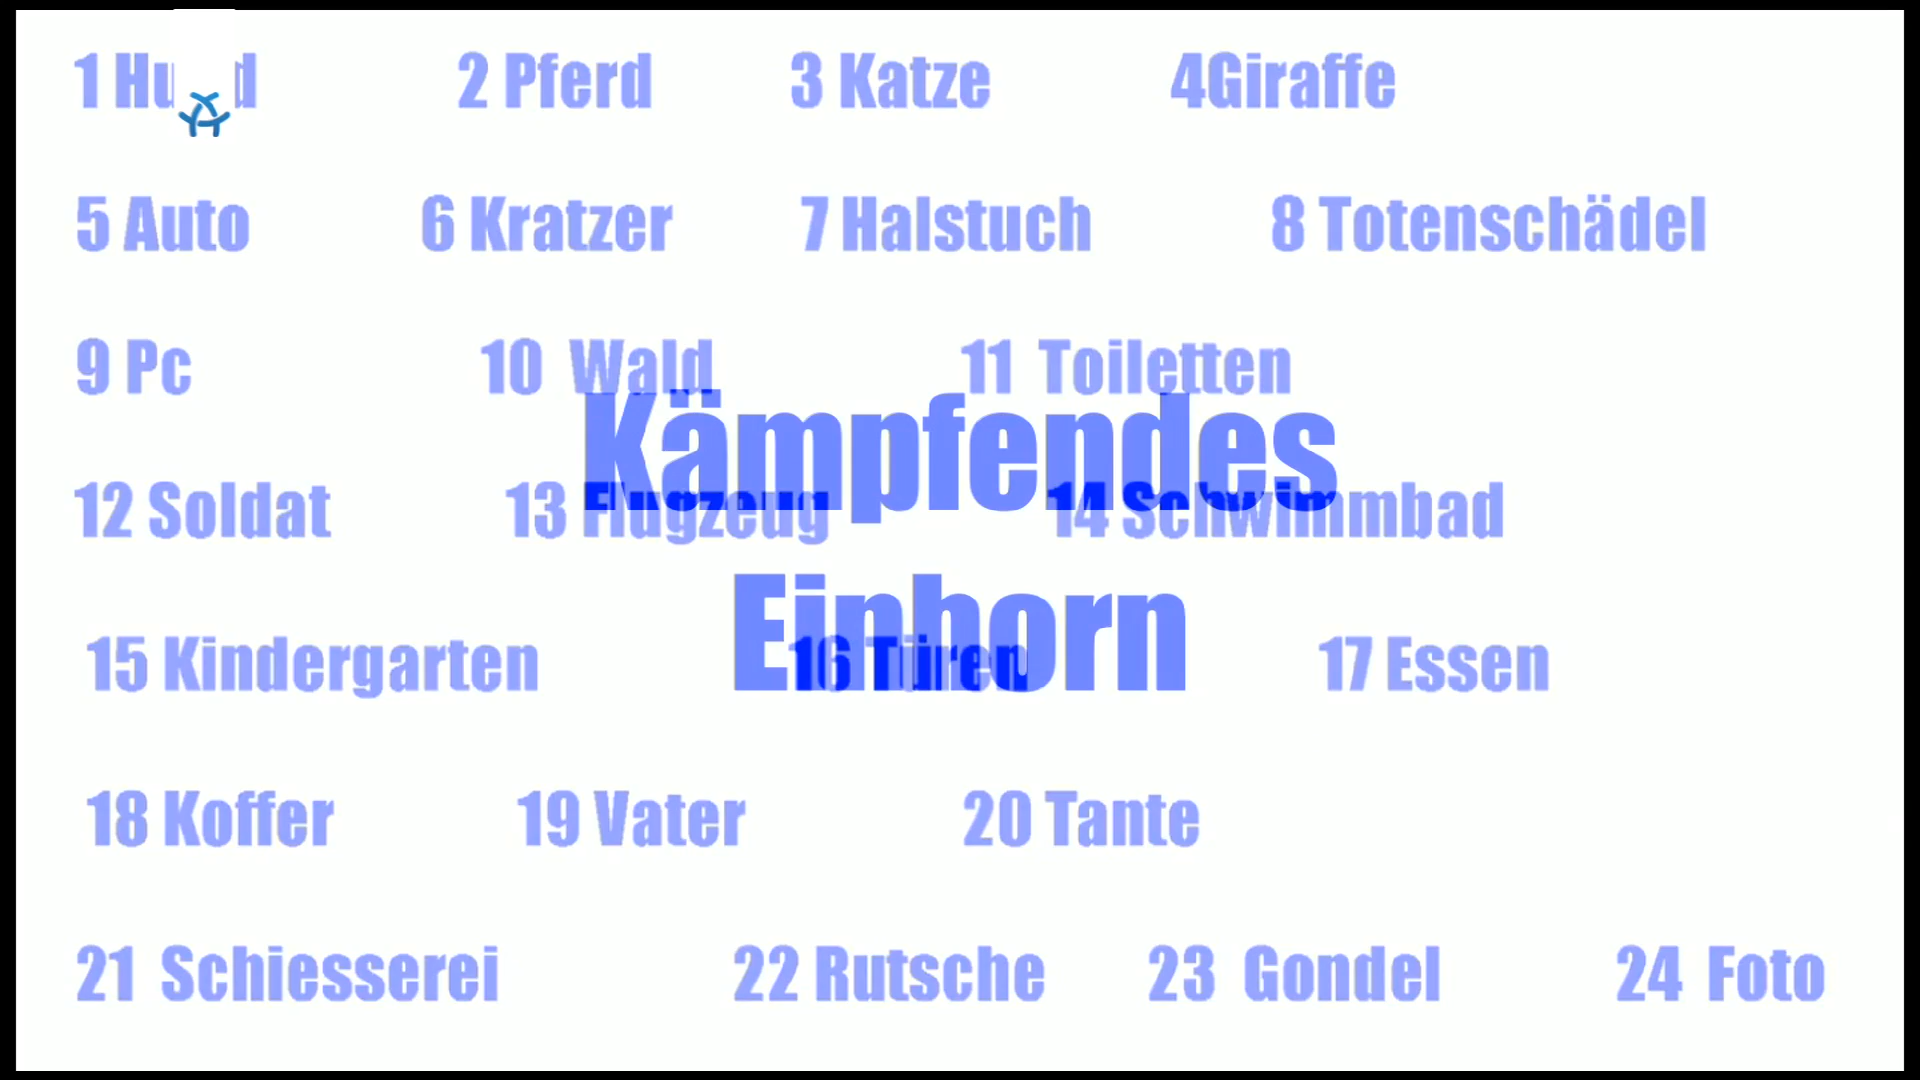 1 Hund 2 Pferd 3 Katze 4Giraffe
5 Auto 6 Kratzer 7 Halstuch 8 Totenschädel
9 Pc 10 Wald 11 Toiletten
Kämpfendes
12 Soldat 13 Flugzeug 14 Schwimmbad
Einhorn
15 Kindergarten 16 Türen 17 Essen
18 Koffer 19 Vater 20 Tante
21 Schiesserei 22 Rutsche 23 Gondel 24 Foto